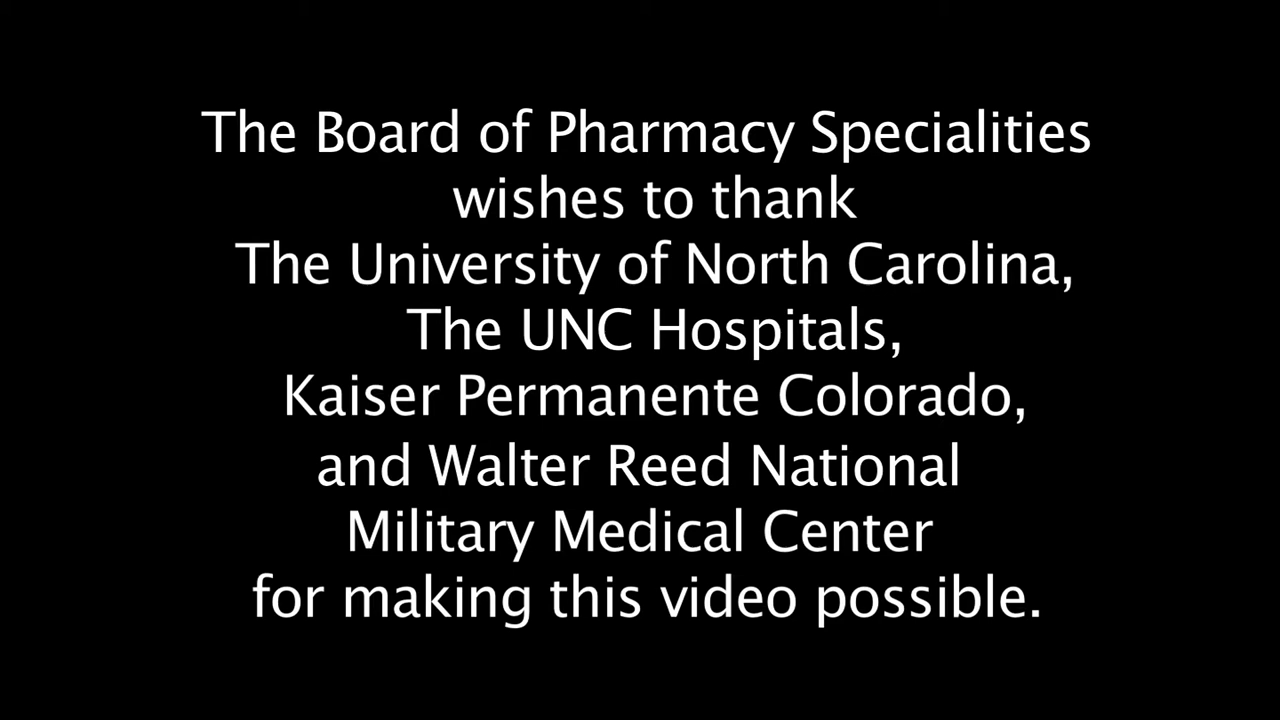 The Board of Pharmacy Specialities
wishes to thank
The University of North Carolina,
The UNC Hospitals,
Kaiser Permanente Colorado,
and Walter Reed National
Military Medical Center
for making this video possible.